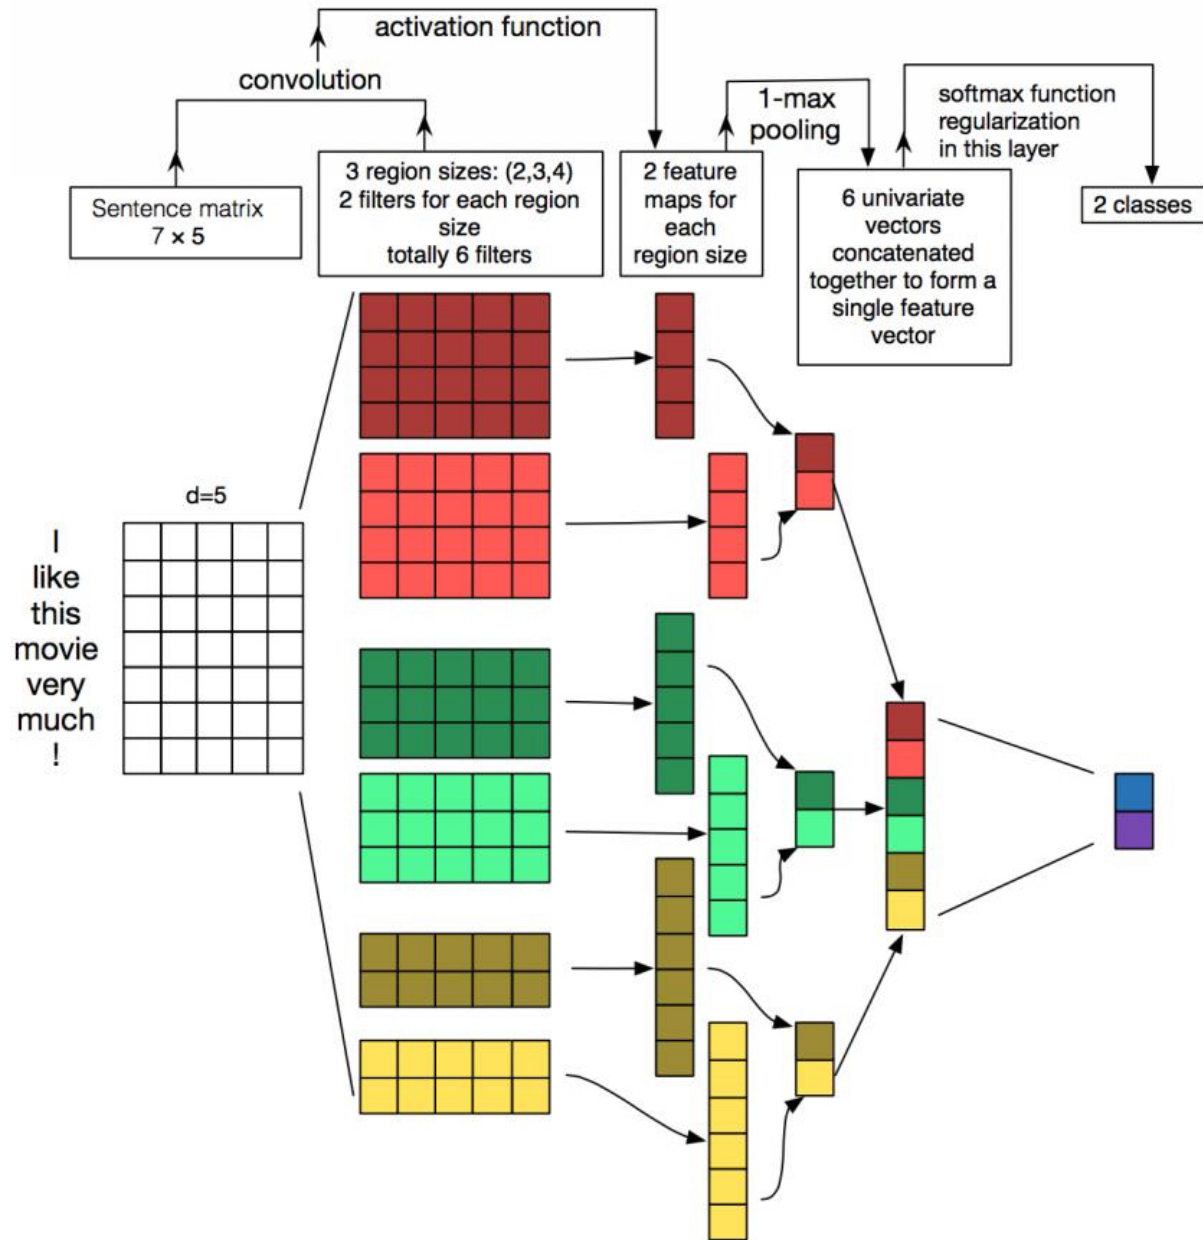 activation function
convolution
1-max
pooling
softmax function
regularization
in this layer
Sentence matrix
7 × 5
3 region sizes: (2,3,4)
2 filters for each region
size
totally 6 filters
2 feature
maps for
each
region size
6 univariate
vectors
concatenated
together to form a
single feature
vector
2 classes
d=5
I
like
this
movie
very
much
!